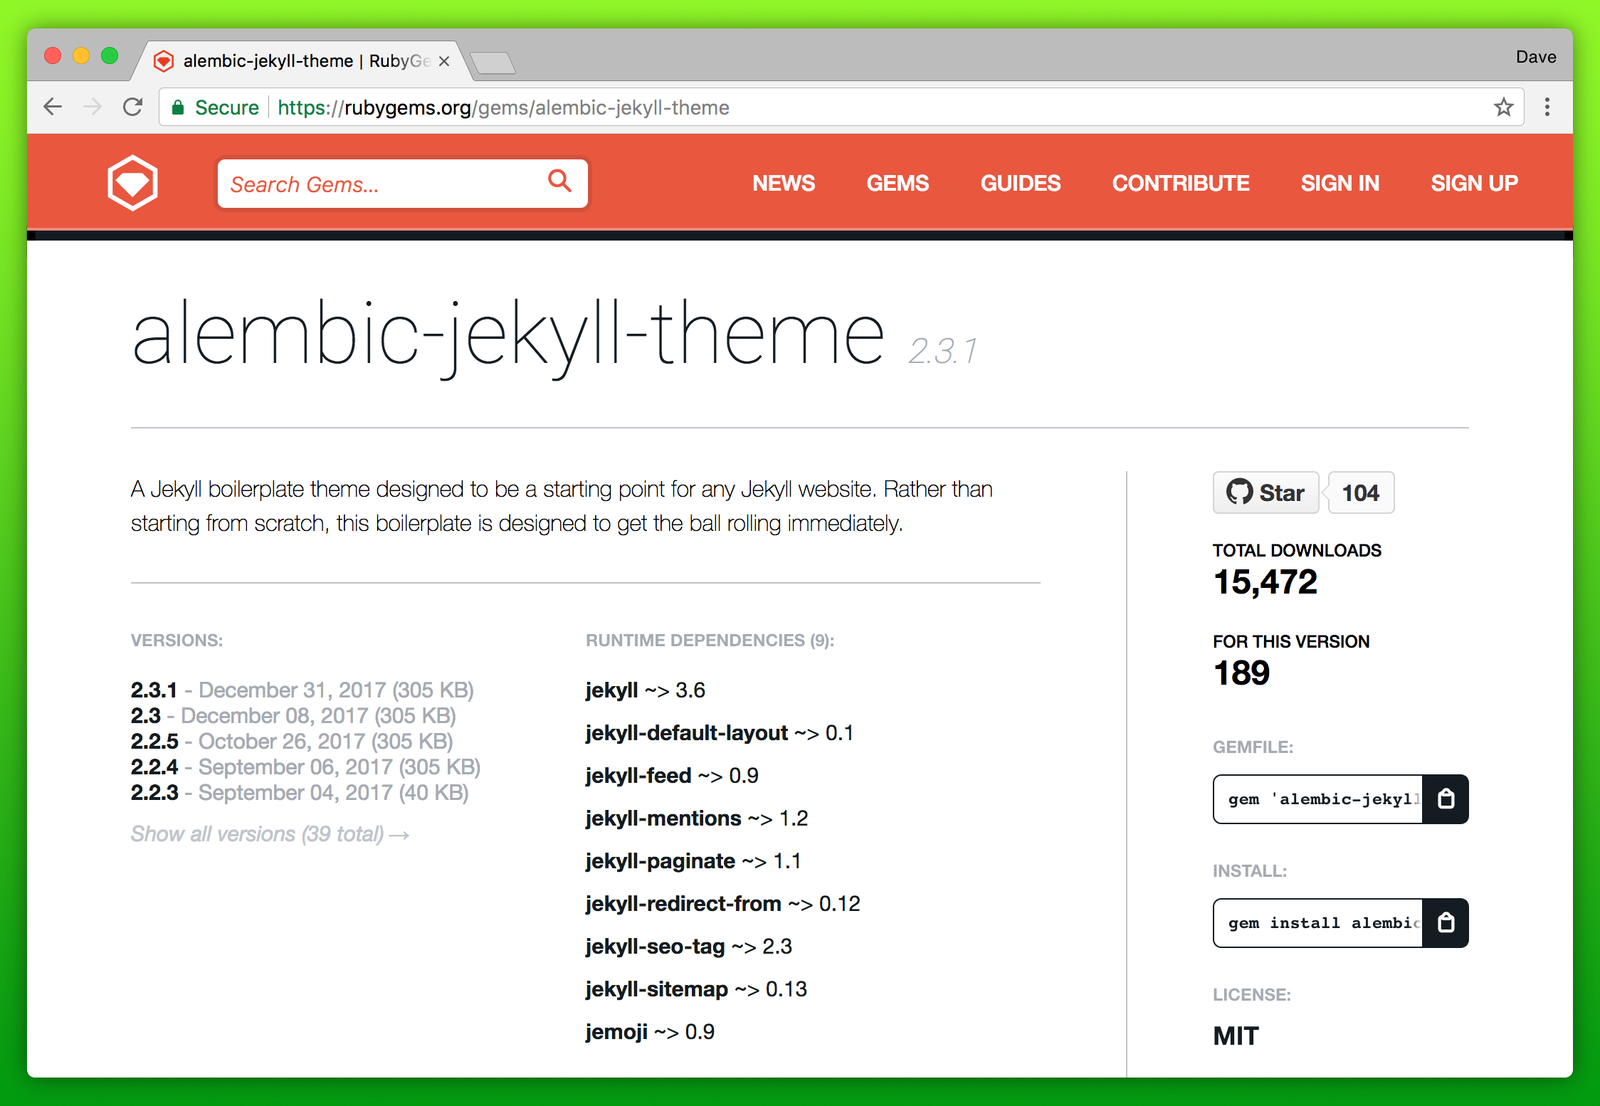 alembic-jekyll-theme | RubyGe
Dave
Secure https://rubygems.org/gems/alembic-jekyll-theme
Search Gems...
NEWS GEMS GUIDES CONTRIBUTE SIGN IN SIGN UP
alembic-jekyll-theme 2.3.1
A Jekyll boilerplate theme designed to be a starting point for any Jekyll website. Rather than
starting from scratch, this boilerplate is designed to get the ball rolling immediately.
VERSIONS:
2.3.1 - December 31, 2017 (305 KB)
2.3 - December 08, 2017 (305 KB)
2.2.5 - October 26, 2017 (305 KB)
2.2.4 - September 06, 2017 (305 KB)
2.2.3 - September 04, 2017 (40 KB)
Show all versions (39 total) →
RUNTIME DEPENDENCIES (9):
jekyll ~> 3.6
jekyll-default-layout ~> 0.1
jekyll-feed ~> 0.9
jekyll-mentions ~> 1.2
jekyll-paginate ~> 1.1
jekyll-redirect-from ~> 0.12
jekyll-seo-tag ~> 2.3
jekyll-sitemap ~> 0.13
jemoji ~> 0.9
Star 104
TOTAL DOWNLOADS
15,472
FOR THIS VERSION
189
GEMFILE:
gem 'alembic-jekyll
INSTALL:
gem install alembic
LICENSE:
MIT